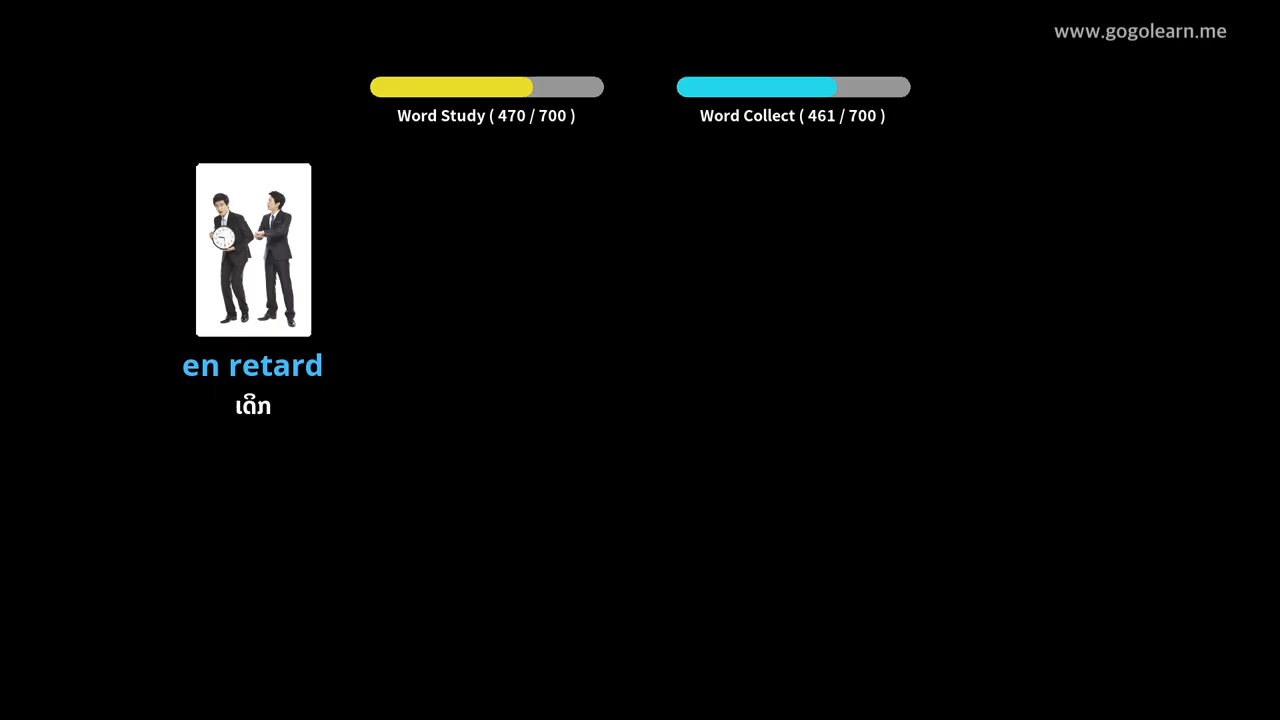 www.gogolearn.me
Word Study ( 470 / 700 )
Word Collect ( 461 / 700 )
en retard
ເດິກ